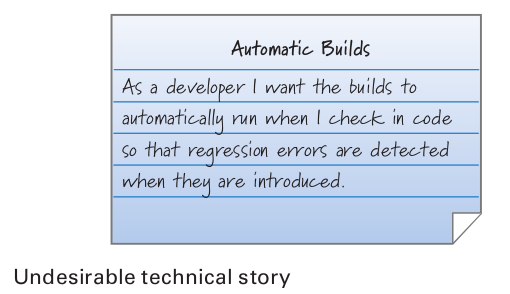 Automatic Builds
As a developer I want the builds to
automatically run when I check in code
so that regression errors are detected
when they are introduced.
Undesirable technical story